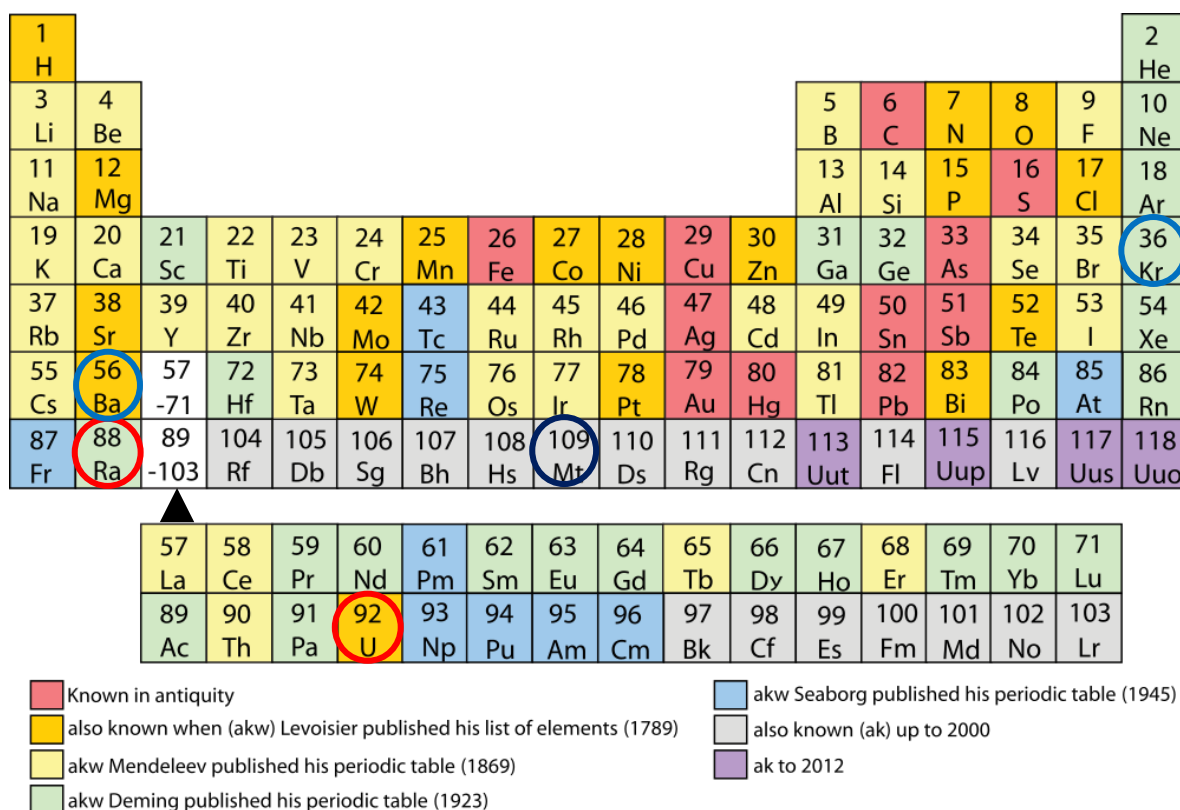 1 2
H He
3 4 5 6 7 8 9 10
Li Be B C N O F Ne
11 12 13 14 15 16 17 18
Na Mg Al Si P S Cl Ar
19 20 21 22 23 24 25 26 27 28 29 30 31 32 33 34 35 36
K Ca Sc Ti V Cr Mn Fe Co Ni Cu Zn Ga Ge As Se Br Kr
37 38 39 40 41 42 43 44 45 46 47 48 49 50 51 52 53 54
Rb Sr Y Zr Nb Mo Tc Ru Rh Pd Ag Cd In Sn Sb Te I Xe
55 56 57 72 73 74 75 76 77 78 79 80 81 82 83 84 85 86
Cs Ba -71 Hf Ta W Re Os Ir Pt Au Hg Tl Pb Bi Po At Rn
87 88 89 104 105 106 107 108 109 110 111 112 113 114 115 116 117 118
Fr Ra -103 Rf Db Sg Bh Hs Mt Ds Rg Cn Uut Fl Uup Lv Uus Uuo
57 58 59 60 61 62 63 64 65 66 67 68 69 70 71
La Ce Pr Nd Pm Sm Eu Gd Tb Dy Ho Er Tm Yb Lu
89 90 91 92 93 94 95 96 97 98 99 100 101 102 103
Ac Th Pa U Np Pu Am Cm Bk Cf Es Fm Md No Lr
Known in antiquity
also known when (akw) Levoisier published his list of elements (1789)
akw Mendeleev published his periodic table (1869)
akw Deming published his periodic table (1923)
akw Seaborg published his periodic table (1945)
also known (ak) up to 2000
ak to 2012